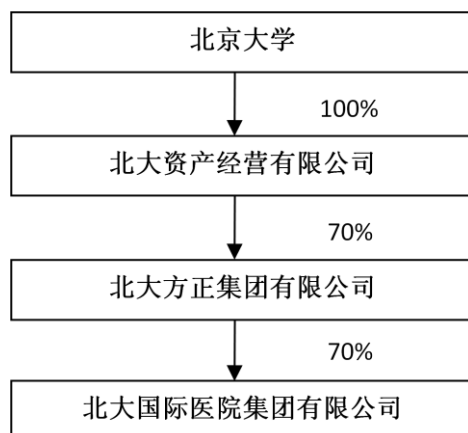 北京大学
100%
北大资产经营有限公司
70%
北大方正集团有限公司
70%
北大国际医院集团有限公司